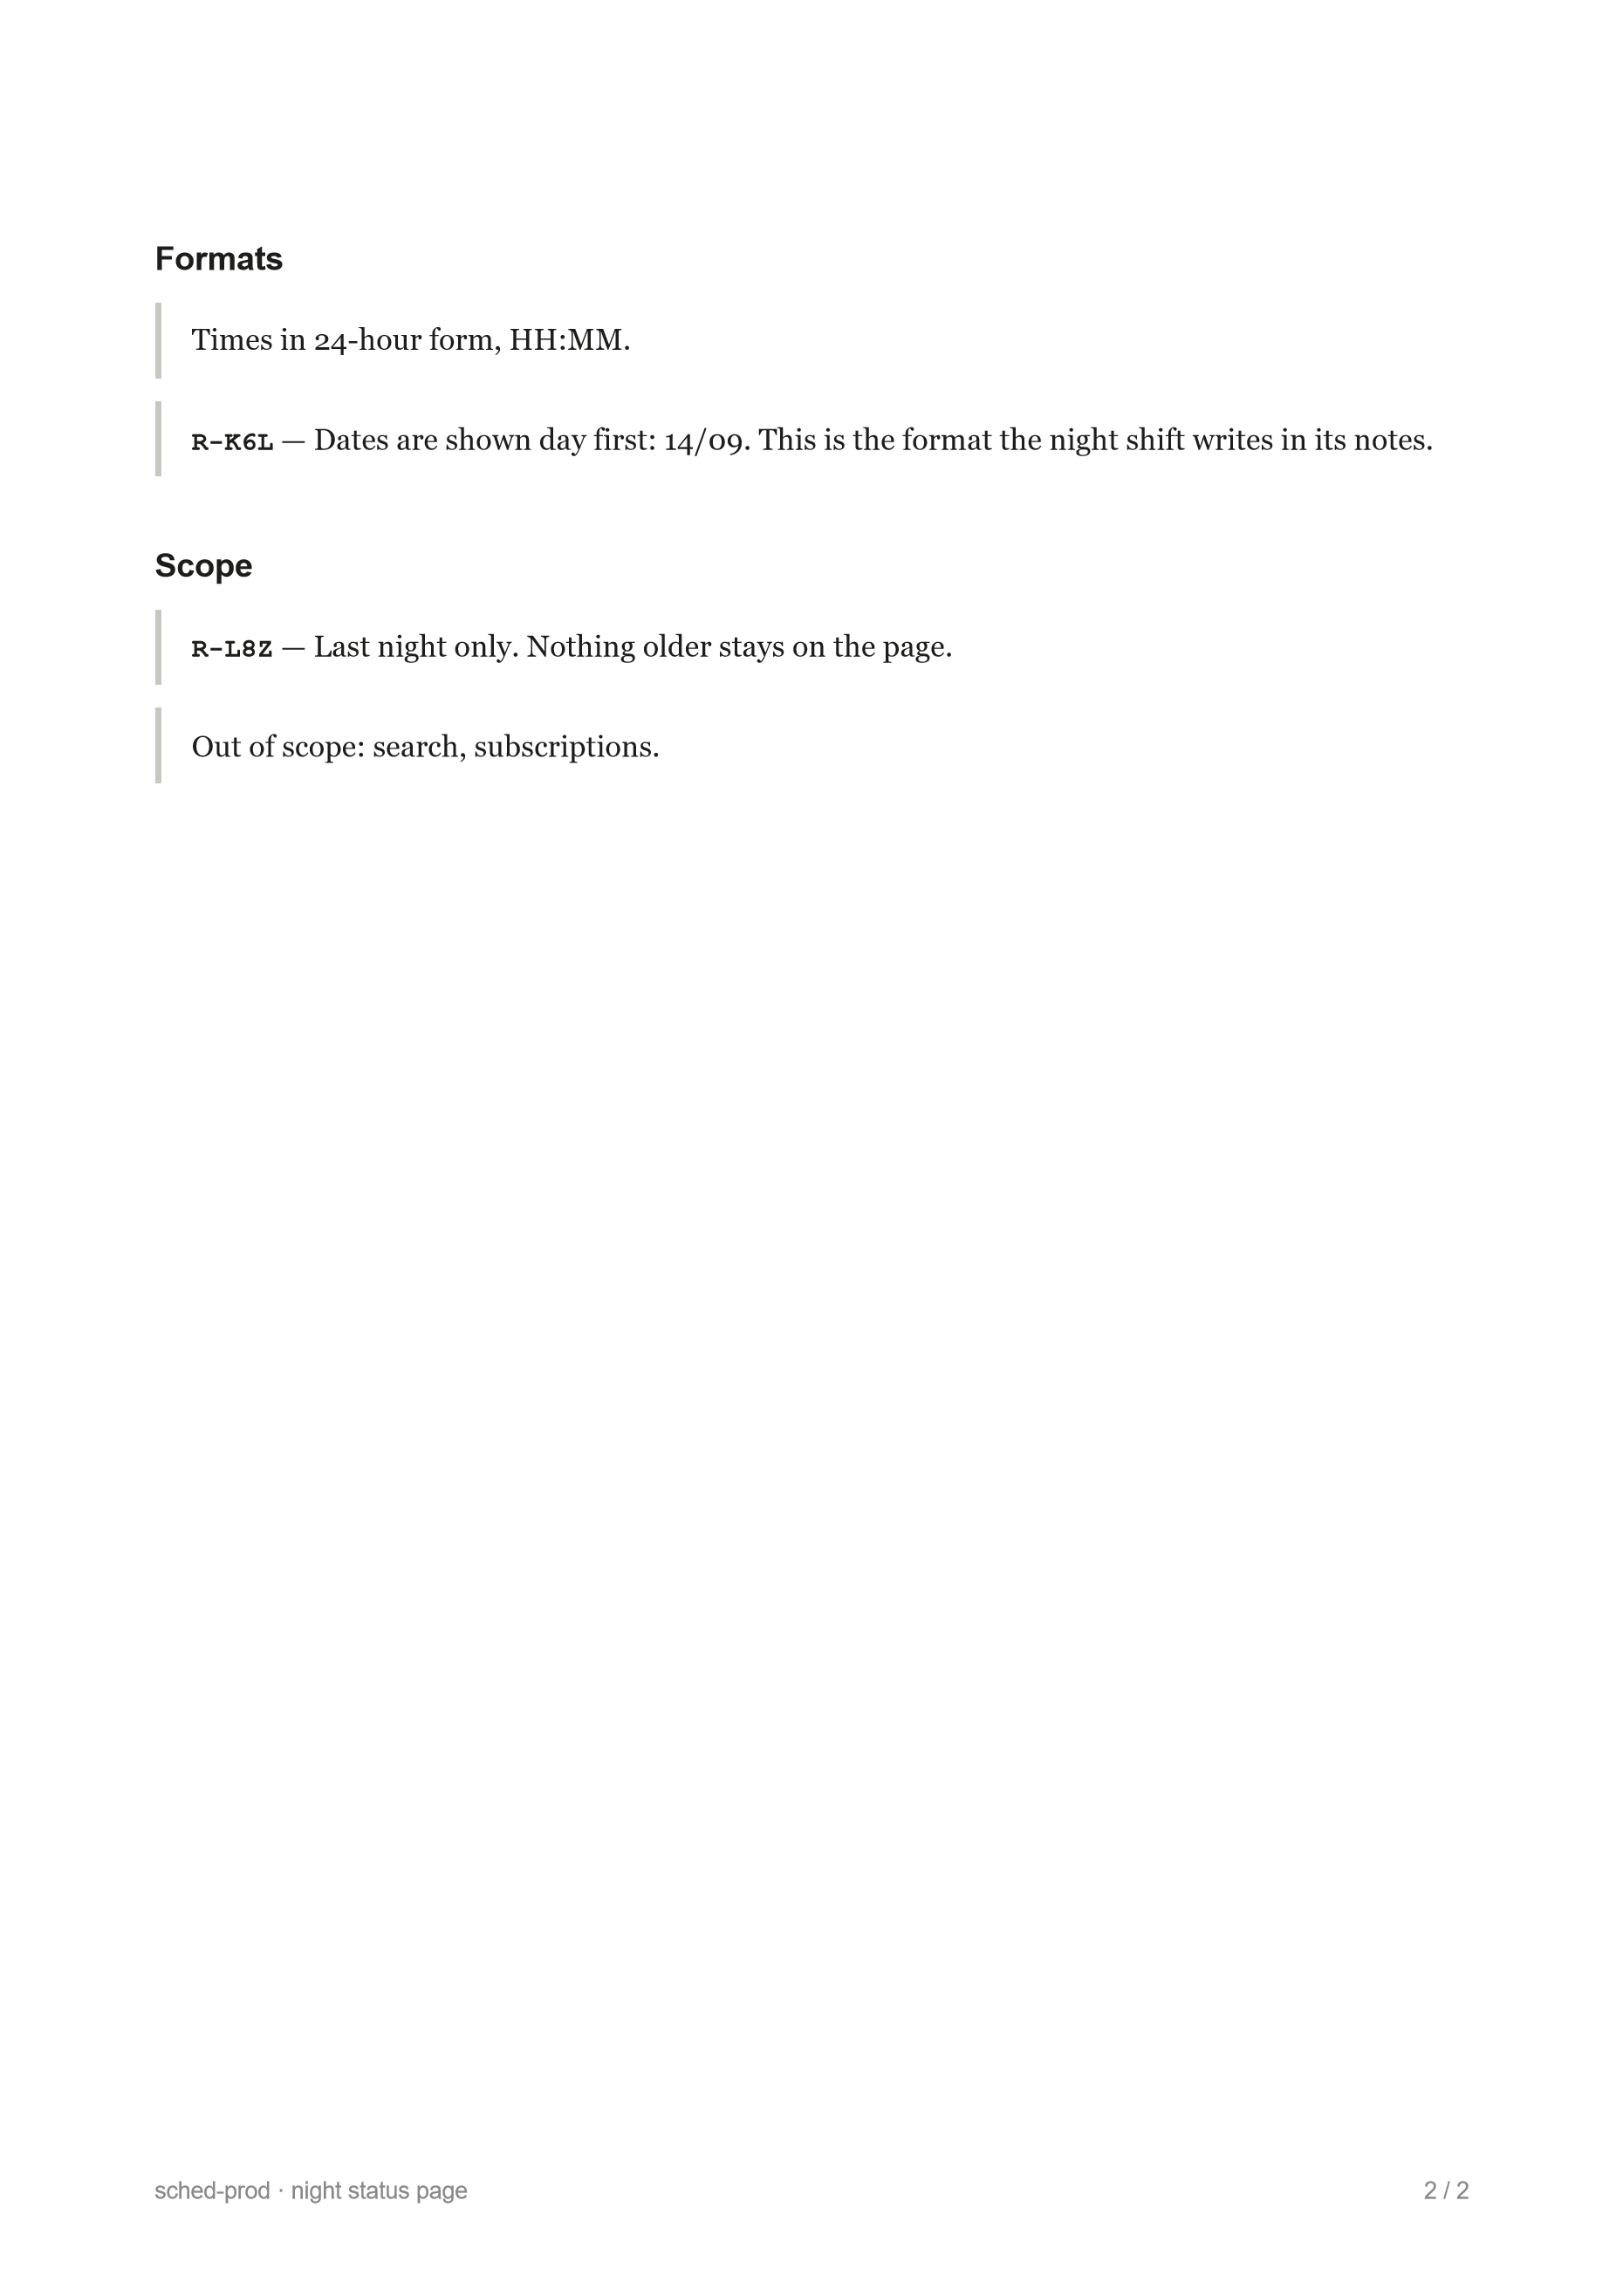 Formats
Times in 24-hour form, HH:MM.
R-K6L — Dates are shown day first: 14/09. This is the format the night shift writes in its notes.
Scope
R-L8Z — Last night only. Nothing older stays on the page.
Out of scope: search, subscriptions.
sched-prod · night status page
2 / 2